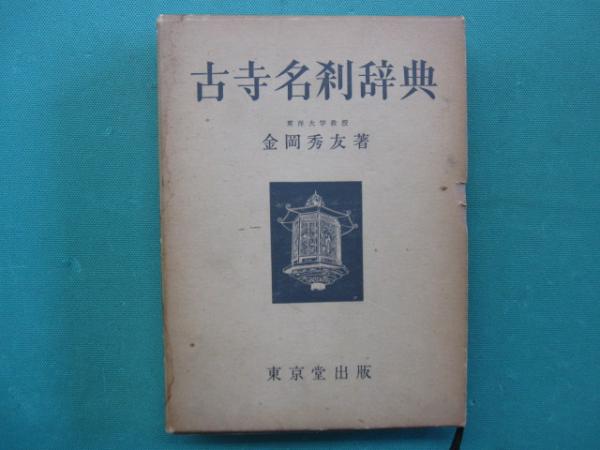 古寺名刹辞典
東洋大学教授
金岡秀友著
東京堂出版